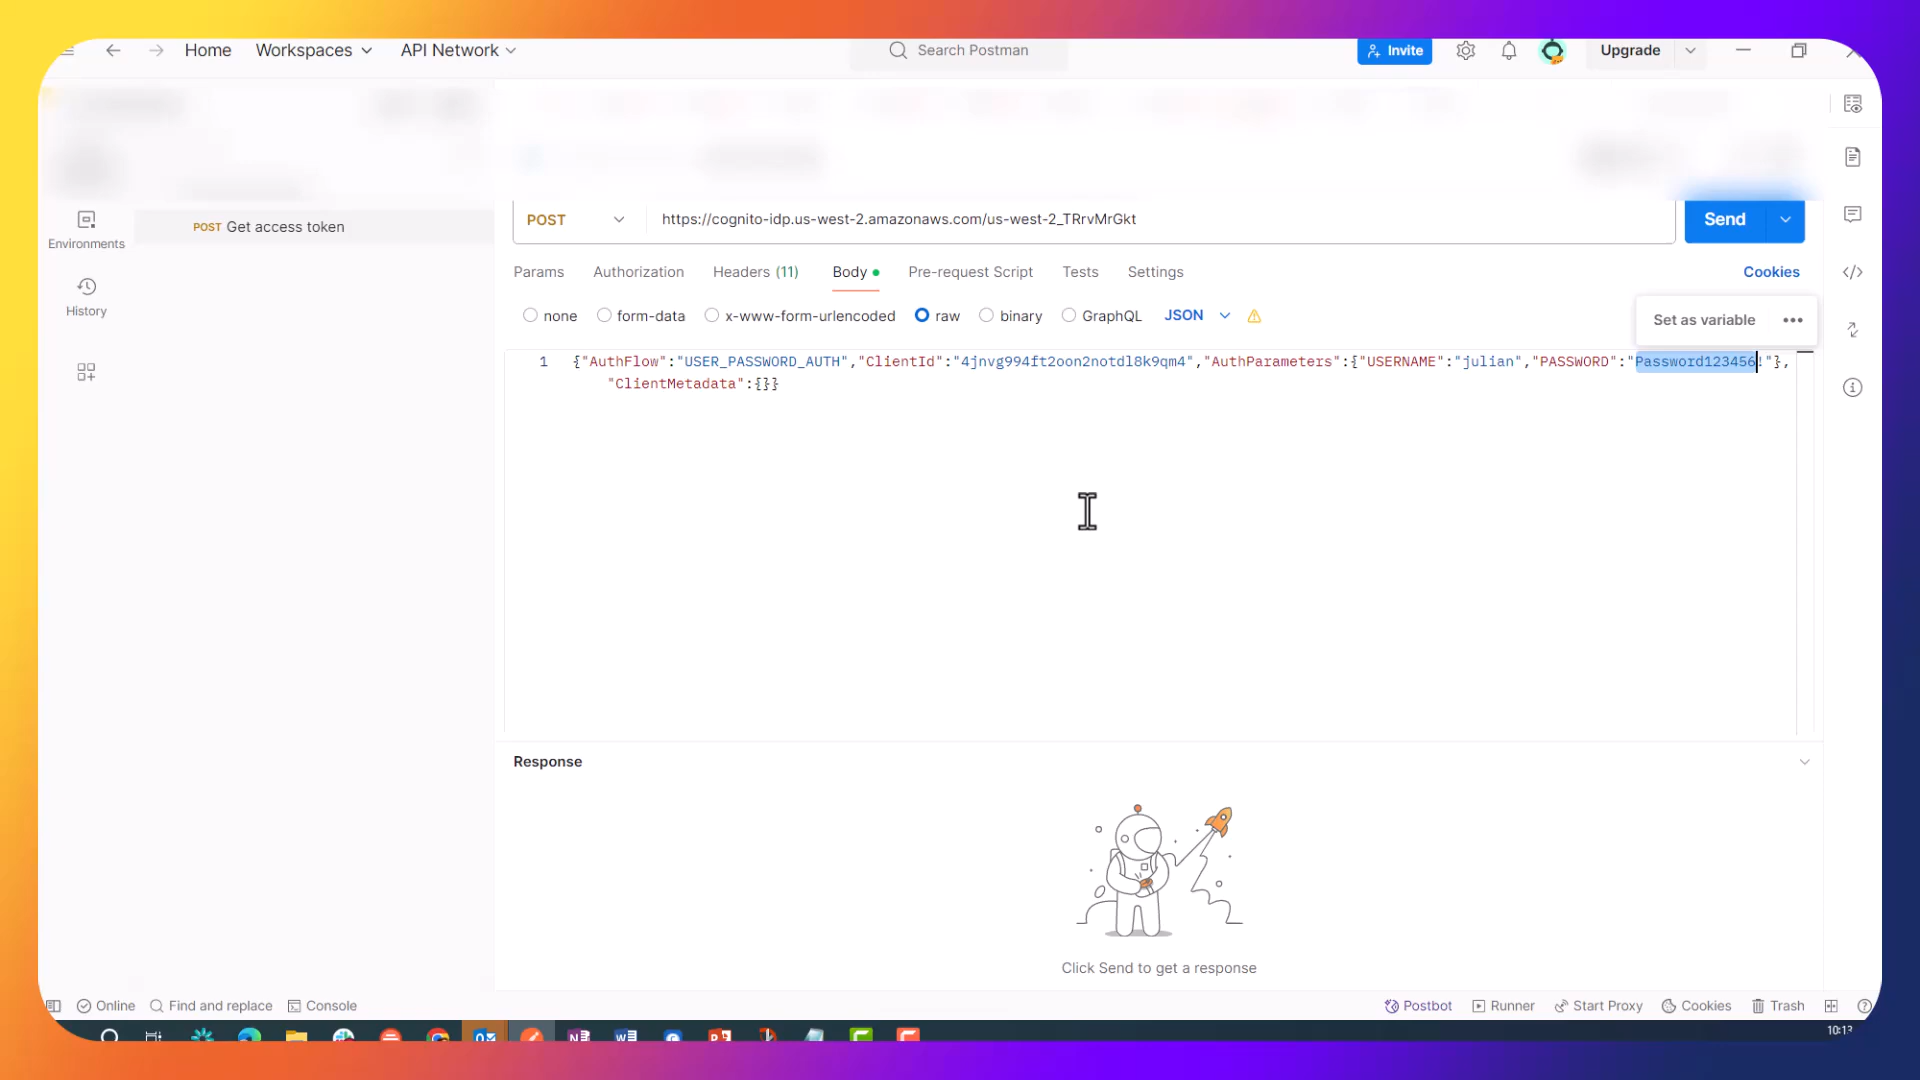 Home Workspaces API Network Search Postman Invite Upgrade
POST https://cognito-idp.us-west-2.amazonaws.com/us-west-2_TRrvMrGkt Send
Environments
POST Get access token
Params Authorization Headers (11) Body Pre-request Script Tests Settings Cookies
History
none form-data x-www-form-urlencoded raw binary GraphQL JSON
Set as variable
1 {"AuthFlow":"USER_PASSWORD_AUTH","ClientId":"4jnvg994ft2oon2notdl8k9qm4","AuthParameters":{"USERNAME":"julian","PASSWORD":"Password123456!"},
"ClientMetadata":{}}
Response
Click Send to get a response
Online Find and replace Console Postbot Runner Start Proxy Cookies Trash
10:13